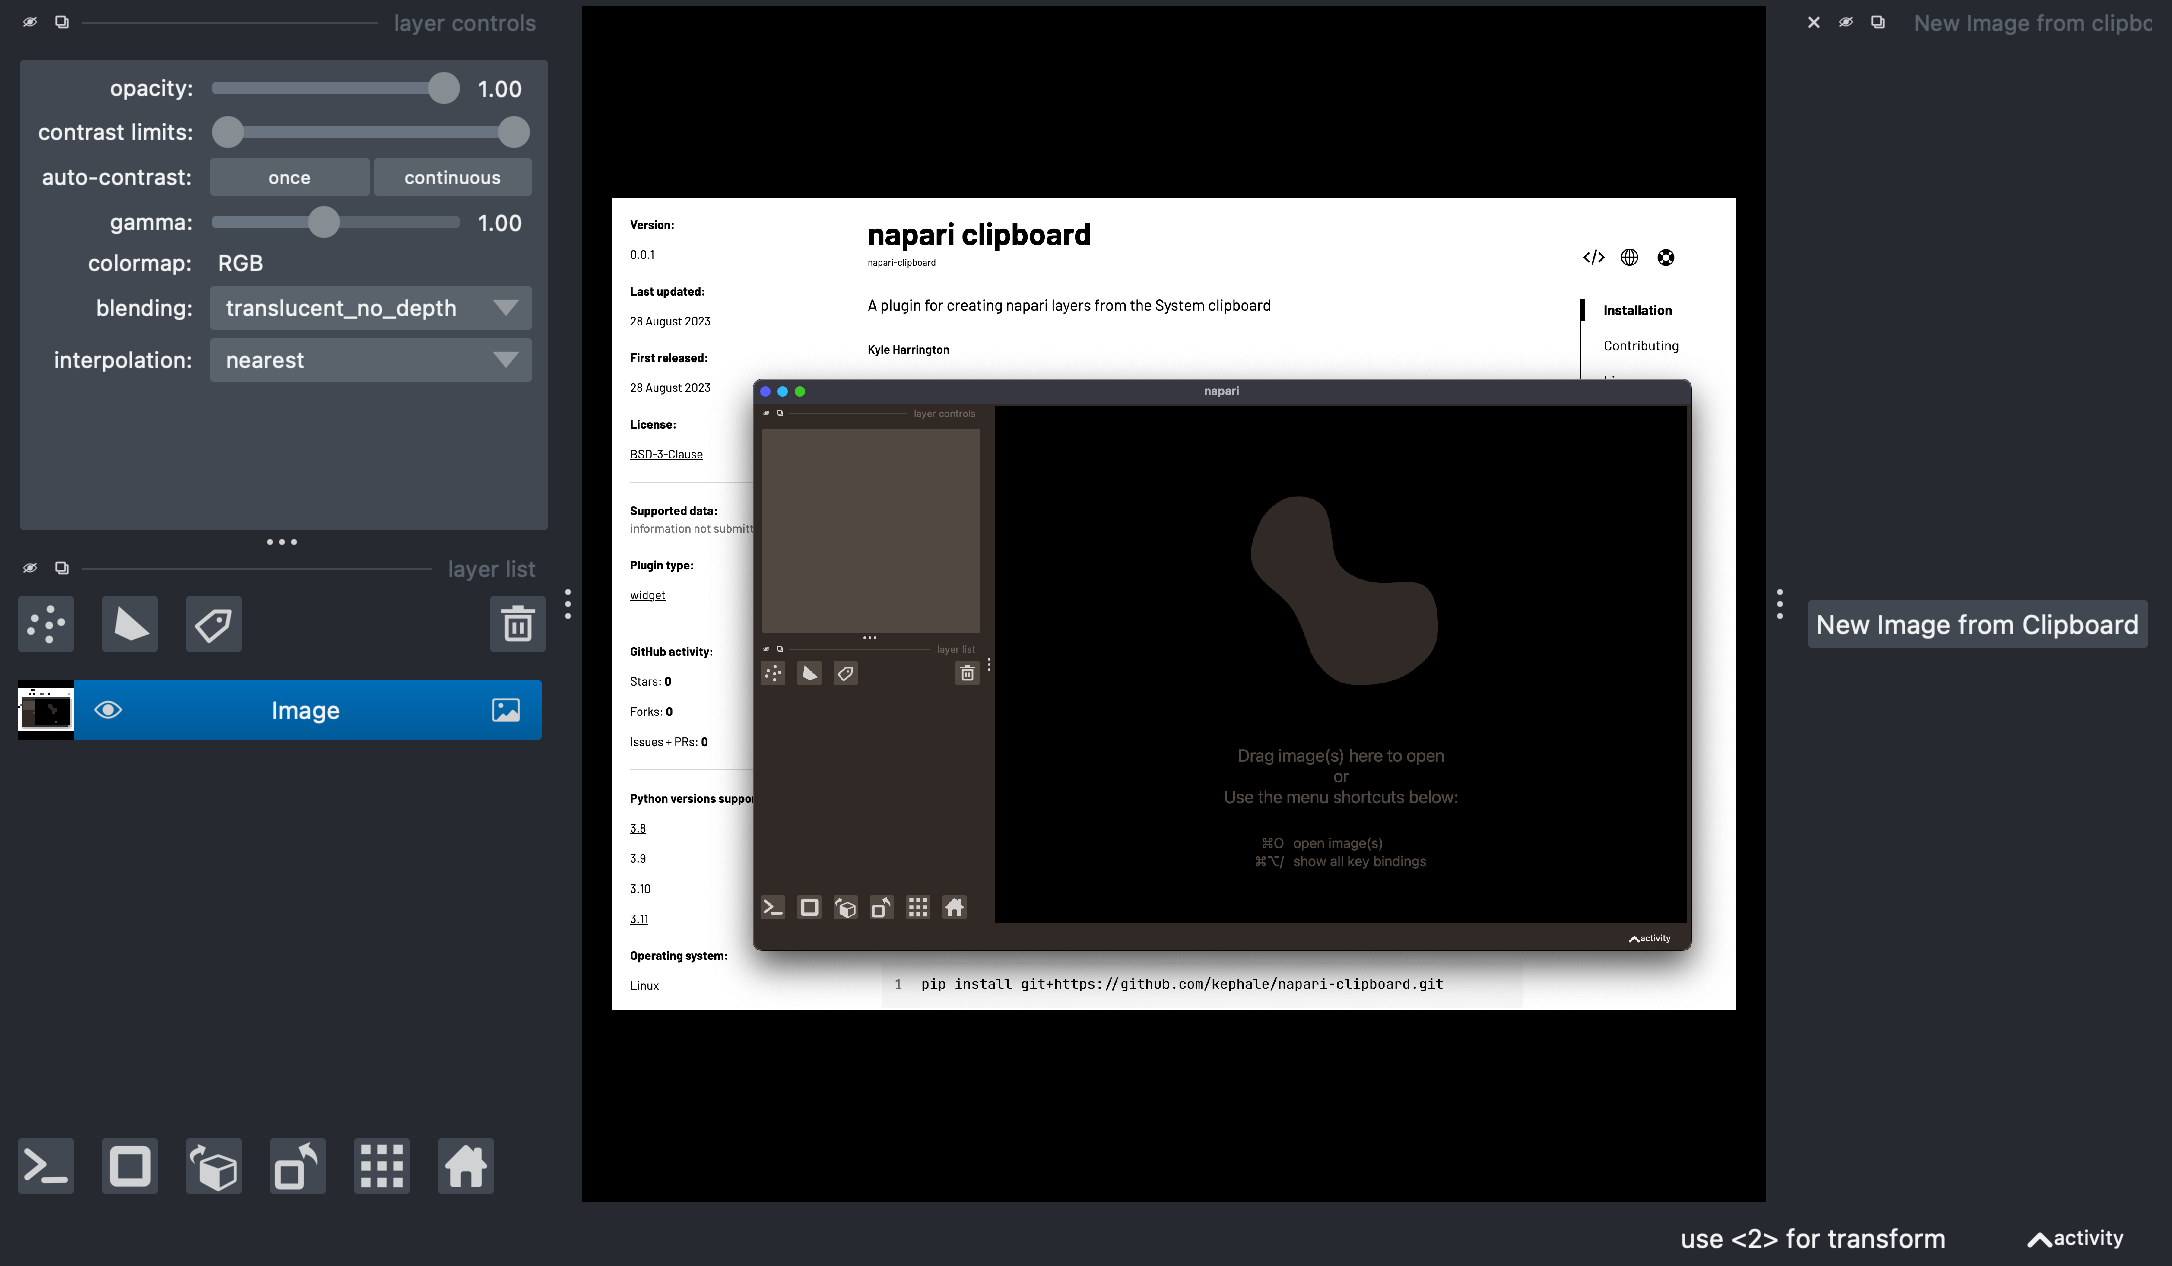 layer controls
opacity: 1.00
contrast limits:
auto-contrast: once continuous
gamma: 1.00
colormap: RGB
blending: translucent_no_depth
interpolation: nearest
layer list
Image
Version:
0.0.1
Last updated:
28 August 2023
First released:
28 August 2023
License:
BSD-3-Clause
Supported data:
information not submitt
Plugin type:
widget
GitHub activity:
Stars: 0
Forks: 0
Issues + PRs: 0
Python versions suppor
3.8
3.9
3.10
3.11
Operating system:
Linux
napari clipboard
napari-clipboard
A plugin for creating napari layers from the System clipboard
Kyle Harrington
Installation
Contributing
napari
layer controls
layer list
Drag image(s) here to open
or
Use the menu shortcuts below:
⌘O open image(s)
⌘⌥/ show all key bindings
activity
1 pip install git+https://github.com/kephale/napari-clipboard.git
New Image from clipbo
New Image from Clipboard
use <2> for transform
activity